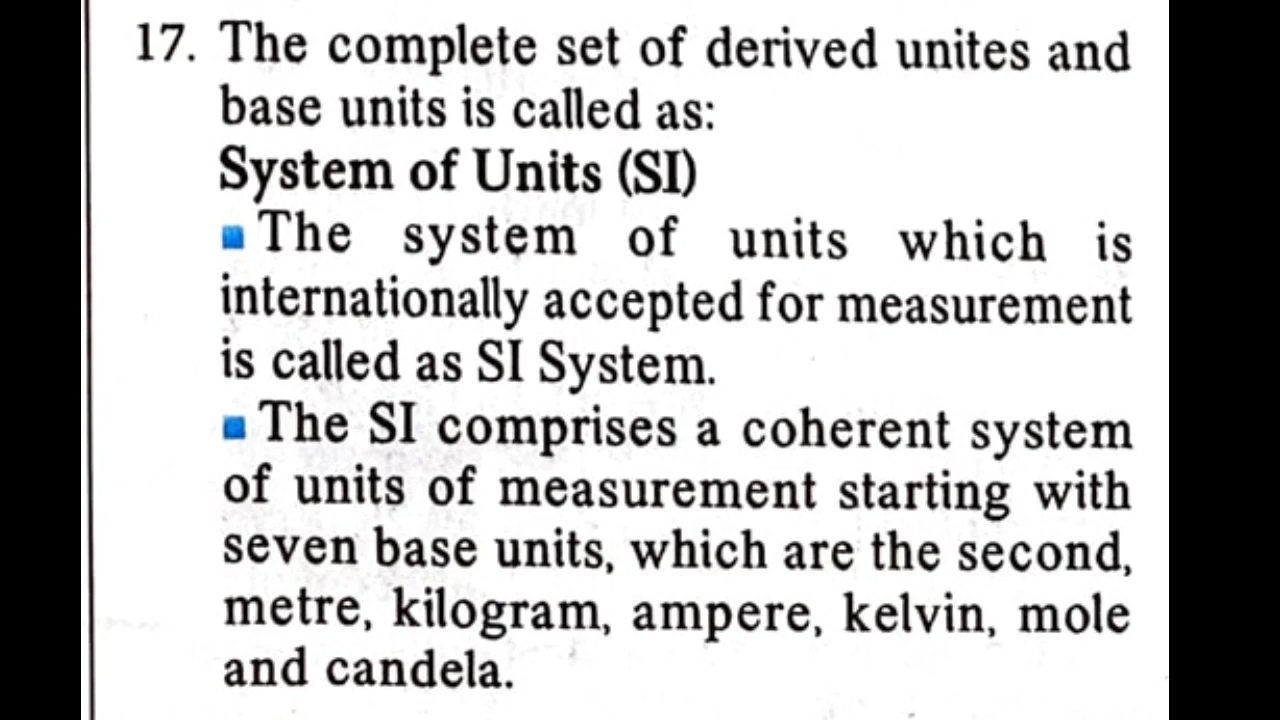 17. The complete set of derived unites and
base units is called as:
System of Units (SI)
▪ The system of units which is
internationally accepted for measurement
is called as SI System.
▪ The SI comprises a coherent system
of units of measurement starting with
seven base units, which are the second,
metre, kilogram, ampere, kelvin, mole
and candela.